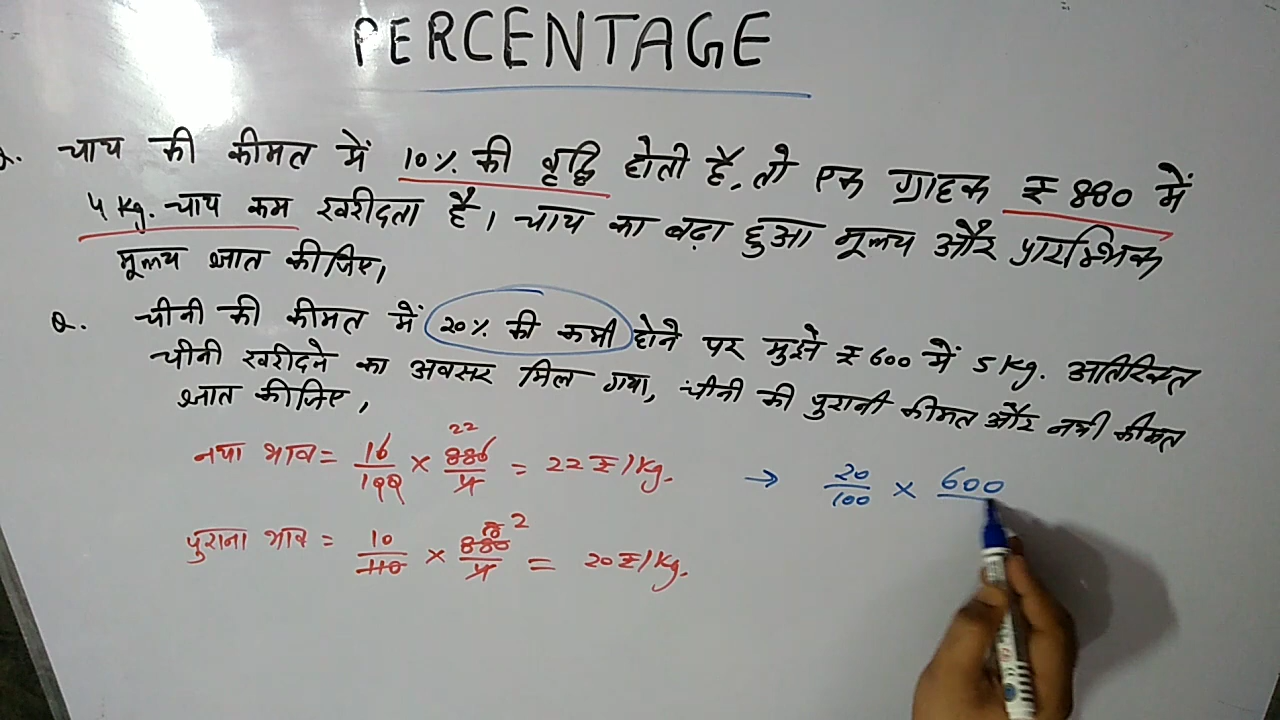 PERCENTAGE
चाय की कीमत में 10% की वृद्धि होती है, तो एक ग्राहक ₹ 880 में
4 Kg. चाय कम खरीदता है। चाय का बढ़ा हुआ मूल्य और प्रारम्भिक
मूल्य ज्ञात कीजिए,
Q. चीनी की कीमत में 20% की कमी होने पर मुझे ₹ 600 में 5 Kg. अतिरिक्त
चीनी खरीदने का अवसर मिल गया, चीनी की पुरानी कीमत और नयी कीमत
ज्ञात कीजिए,
नया भाव = 10/100 × 880/4 = 22 ₹/Kg.
22
→ 20/100 × 600
पुराना भाव = 10/110 × 880/4 = 20 ₹/Kg.
2